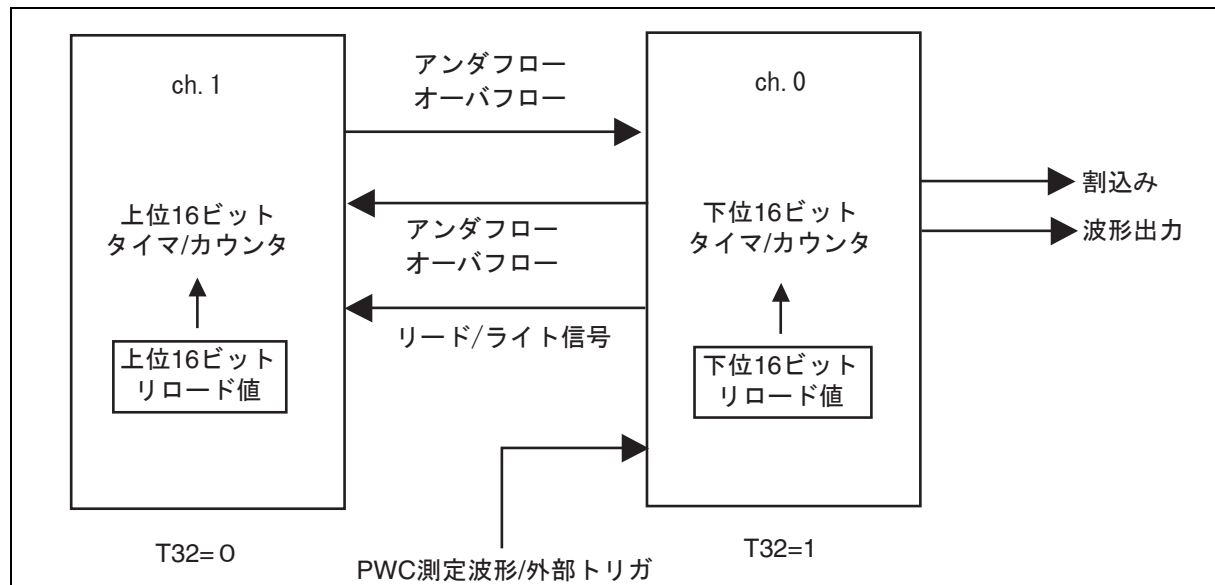 ch. 1
上位16ビット
タイマ/カウンタ
上位16ビット
リロード値
T32=０
アンダフロー
オーバフロー
アンダフロー
オーバフロー
リード/ライト信号
PWC測定波形/外部トリガ
ch. 0
下位16ビット
タイマ/カウンタ
下位16ビット
リロード値
T32=1
割込み
波形出力